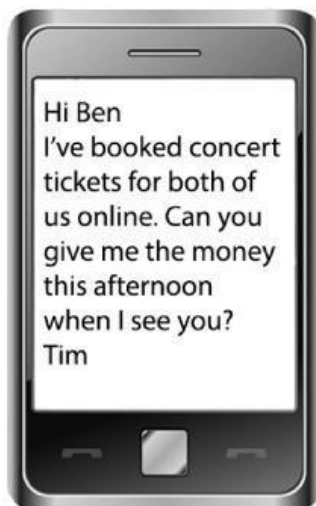 Hi Ben
I've booked concert
tickets for both of
us online. Can you
give me the money
this afternoon
when I see you?
Tim